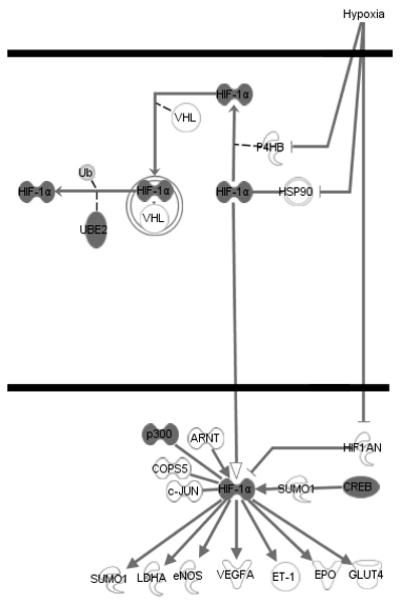 Hypoxia
HIF-1α
VHL
P4HB
Ub
HIF-1α
HIF-1α
HIF-1α
HSP90
VHL
UBE2
p300
ARNT
HIF1AN
COPS5
c-JUN
HIF-1α
SUMO1
CREB
SUMO1
LDHA
eNOS
VEGFA
ET-1
EPO
GLUT4